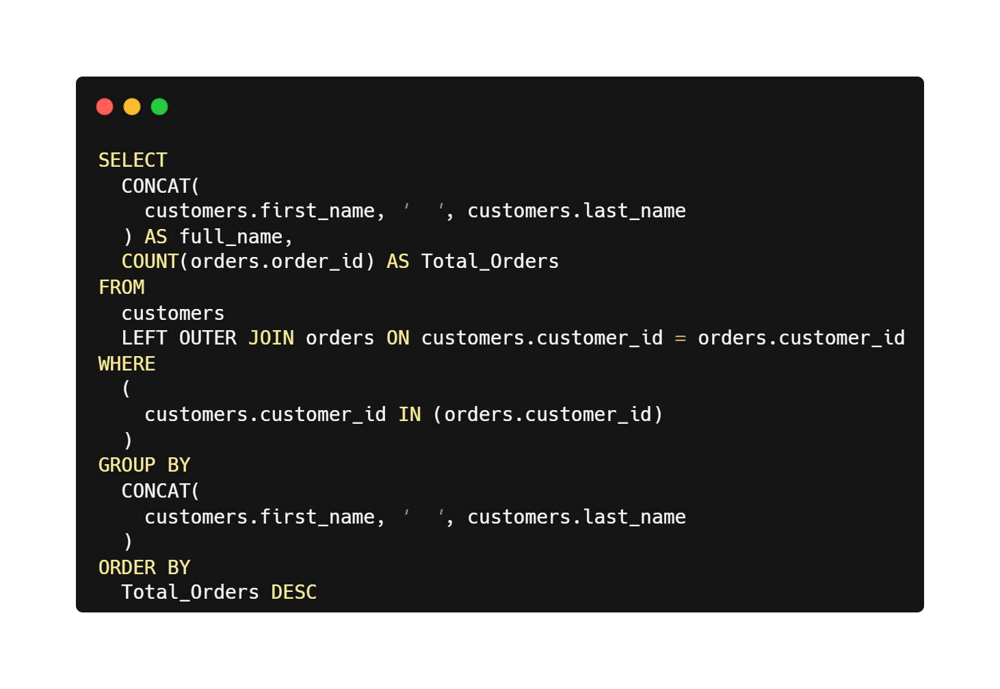 SELECT
  CONCAT(
    customers.first_name, '  ', customers.last_name
  ) AS full_name,
  COUNT(orders.order_id) AS Total_Orders
FROM
  customers
  LEFT OUTER JOIN orders ON customers.customer_id = orders.customer_id
WHERE
  (
    customers.customer_id IN (orders.customer_id)
  )
GROUP BY
  CONCAT(
    customers.first_name, '  ', customers.last_name
  )
ORDER BY
  Total_Orders DESC